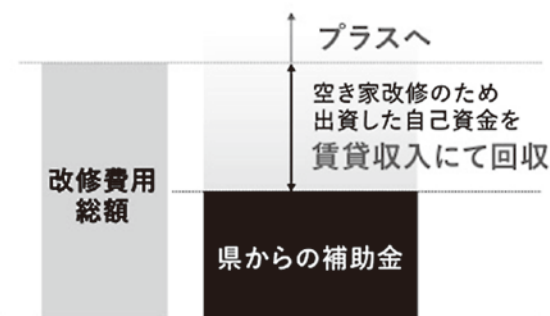 プラスへ
空き家改修のため
出資した自己資金を
賃貸収入にて回収
改修費用
総額
県からの補助金